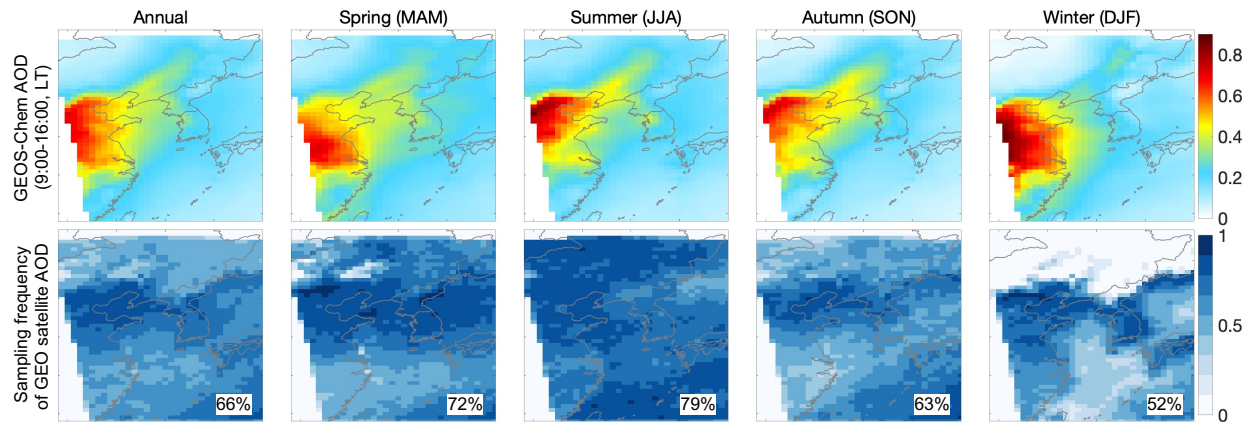 Annual
Spring (MAM)
Summer (JJA)
Autumn (SON)
Winter (DJF)
GEOS-Chem AOD
(9:00-16:00, LT)
0.8
0.6
0.4
0.2
0
Sampling frequency
of GEO satellite AOD
66%
72%
79%
63%
52%
1
0.5
0